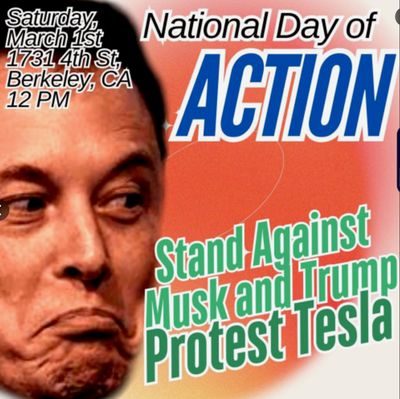 Saturday,
March 1st
1731 4th St,
Berkeley, CA
12 PM
National Day of
ACTION
Stand Against
Musk and Trump
Protest Tesla